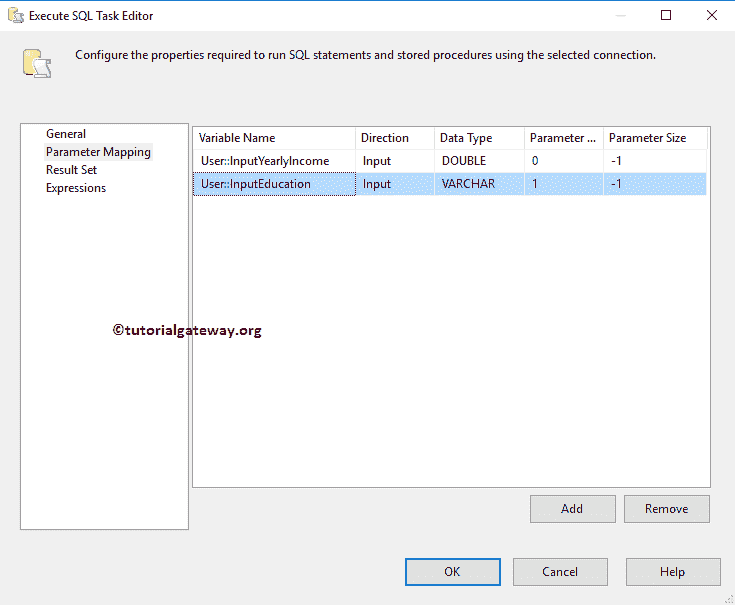 Execute SQL Task Editor
Configure the properties required to run SQL statements and stored procedures using the selected connection.
General
Parameter Mapping
Result Set
Expressions
Variable Name Direction Data Type Parameter ... Parameter Size
User::InputYearlyIncome Input DOUBLE 0 -1
User::InputEducation Input VARCHAR 1 -1
©tutorialgateway.org
Add Remove
OK Cancel Help